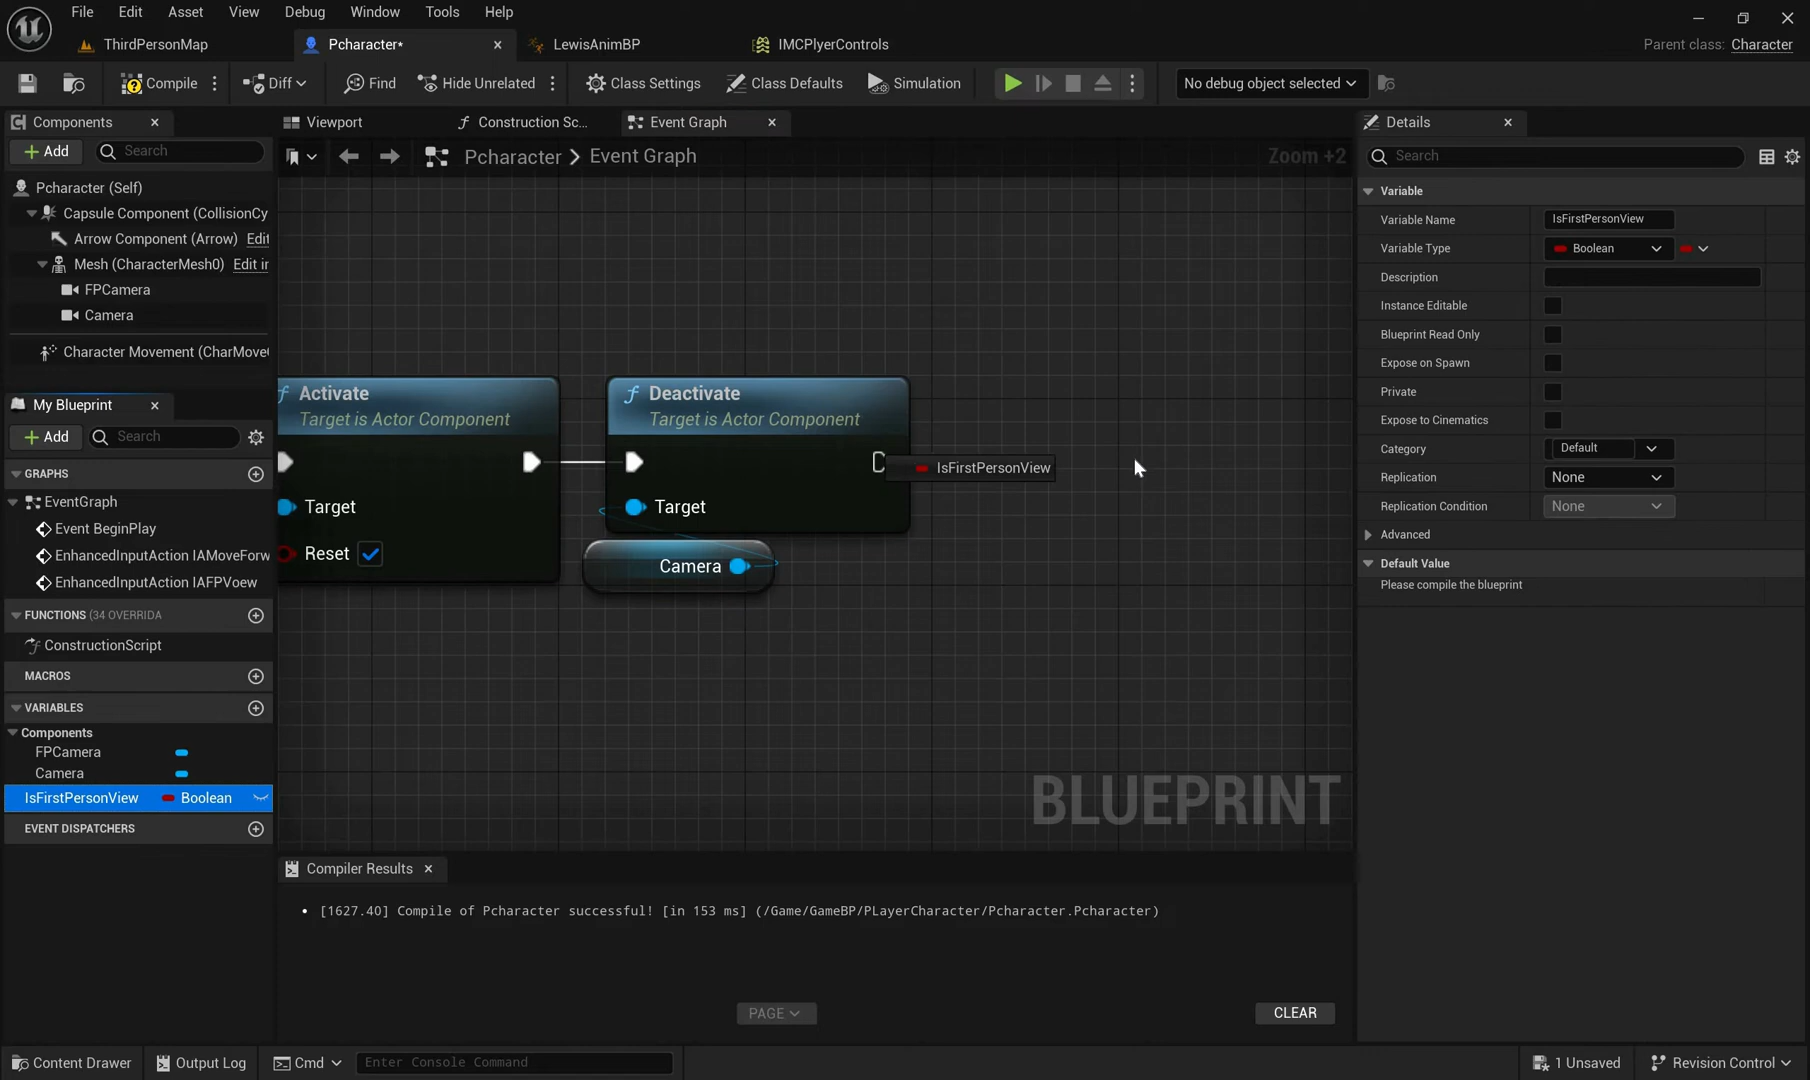 File Edit Asset View Debug Window Tools Help
ThirdPersonMap Pcharacter* LewisAnimBP IMCPlyerControls Parent class: Character
Compile Diff Find Hide Unrelated Class Settings Class Defaults Simulation No debug object selected
Components Viewport Construction Sc... Event Graph Details
Add Search Pcharacter > Event Graph Zoom +2 Search
Pcharacter (Self)
Capsule Component (CollisionCy
Arrow Component (Arrow) Edit
Mesh (CharacterMesh0) Edit in
FPCamera
Camera
Character Movement (CharMove
My Blueprint
Add Search
GRAPHS
EventGraph
Event BeginPlay
EnhancedInputAction IAMoveForw
EnhancedInputAction IAFPVoew
FUNCTIONS (34 OVERRIDA
ConstructionScript
MACROS
VARIABLES
Components
FPCamera
Camera
IsFirstPersonView Boolean
EVENT DISPATCHERS
Activate
Target is Actor Component
Target
Reset
Deactivate
Target is Actor Component
Target
Camera
IsFirstPersonView
BLUEPRINT
Variable
Variable Name IsFirstPersonView
Variable Type Boolean
Description
Instance Editable
Blueprint Read Only
Expose on Spawn
Private
Expose to Cinematics
Category Default
Replication None
Replication Condition None
Advanced
Default Value
Please compile the blueprint
Compiler Results
[1627.40] Compile of Pcharacter successful! [in 153 ms] (/Game/GameBP/PLayerCharacter/Pcharacter.Pcharacter)
PAGE CLEAR
Content Drawer Output Log Cmd Enter Console Command 1 Unsaved Revision Control